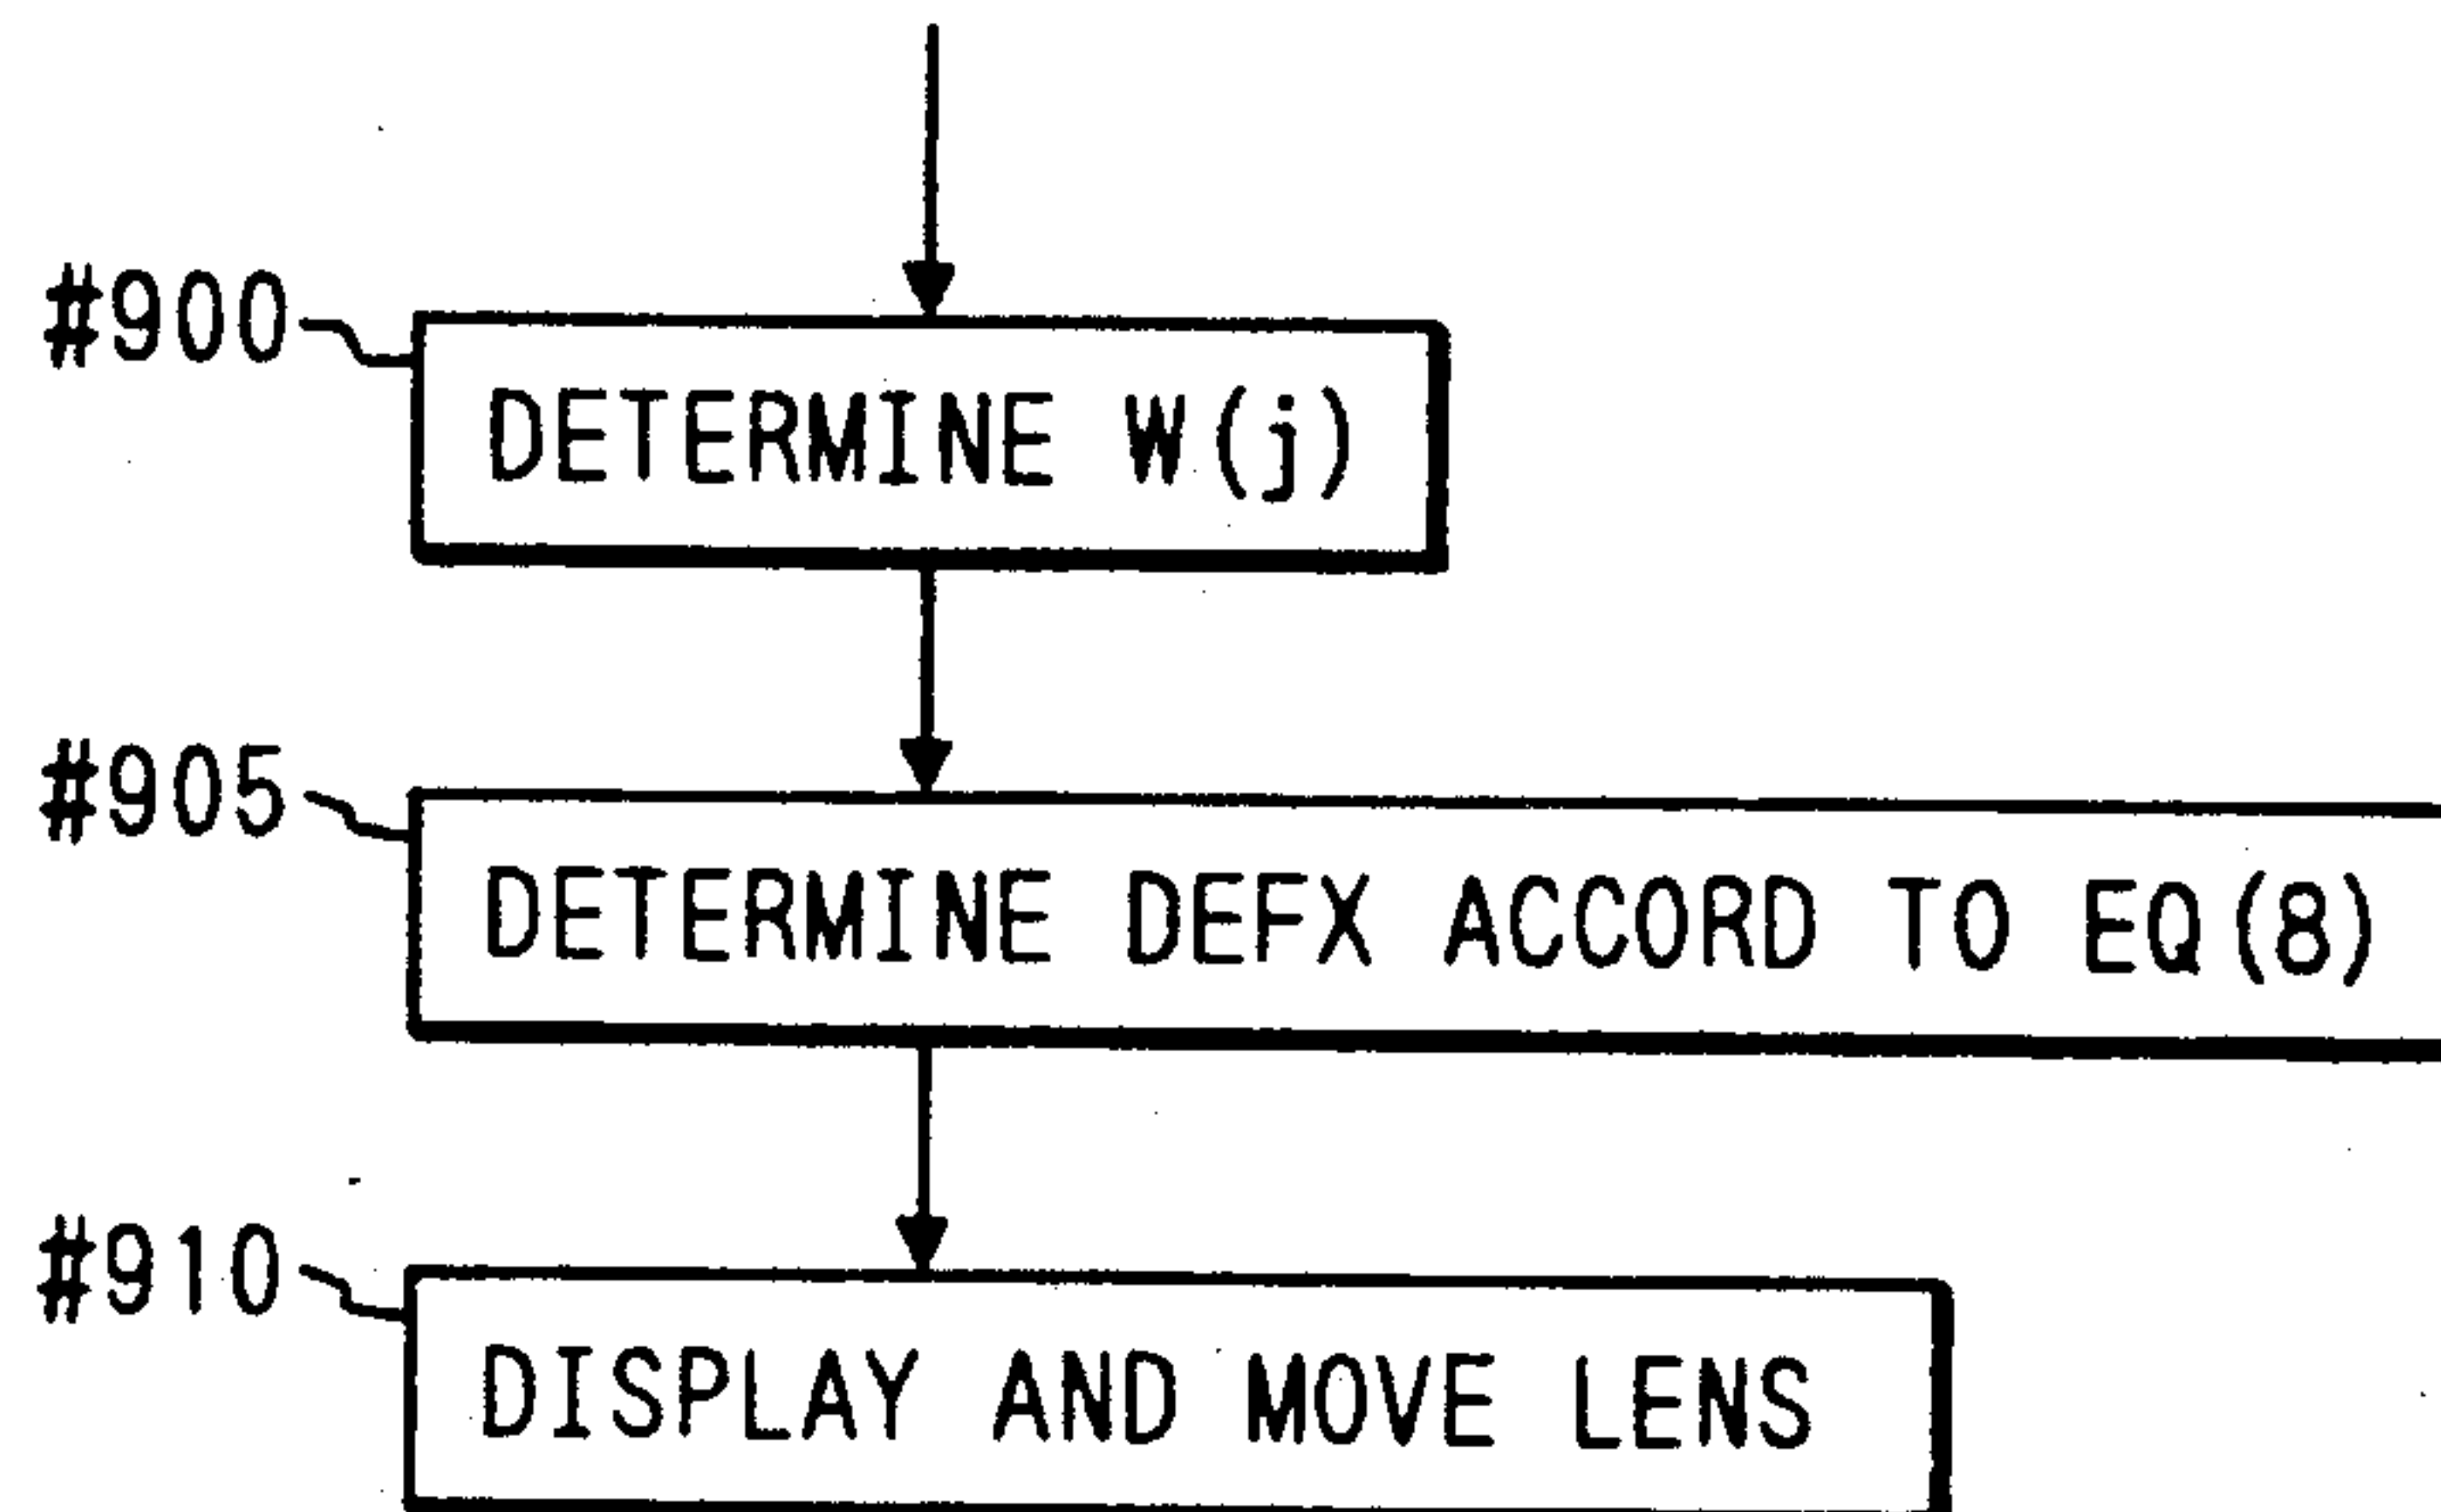 #900
DETERMINE W(j)
#905
DETERMINE DEFX ACCORD TO EQ(8)
#910
DISPLAY AND MOVE LENS